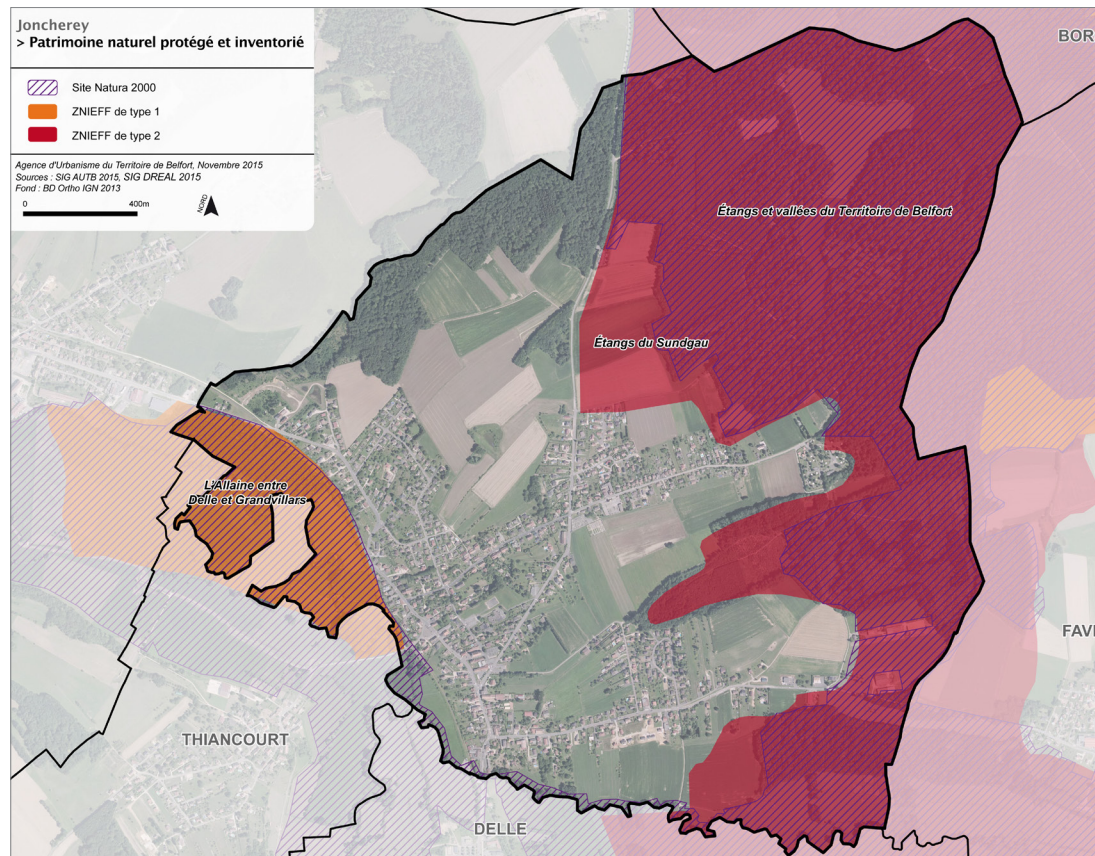 Joncherey
> Patrimoine naturel protégé et inventorié
Site Natura 2000
ZNIEFF de type 1
ZNIEFF de type 2
Agence d'Urbanisme du Territoire de Belfort, Novembre 2015
Sources : SIG AUTB 2015, SIG DREAL 2015
Fond : BD Ortho IGN 2013
0 400m
NORD
BOR
Étangs et vallées du Territoire de Belfort
Étangs du Sundgau
L'Allaine entre
Delle et Grandvillars
FAV
THIANCOURT
DELLE